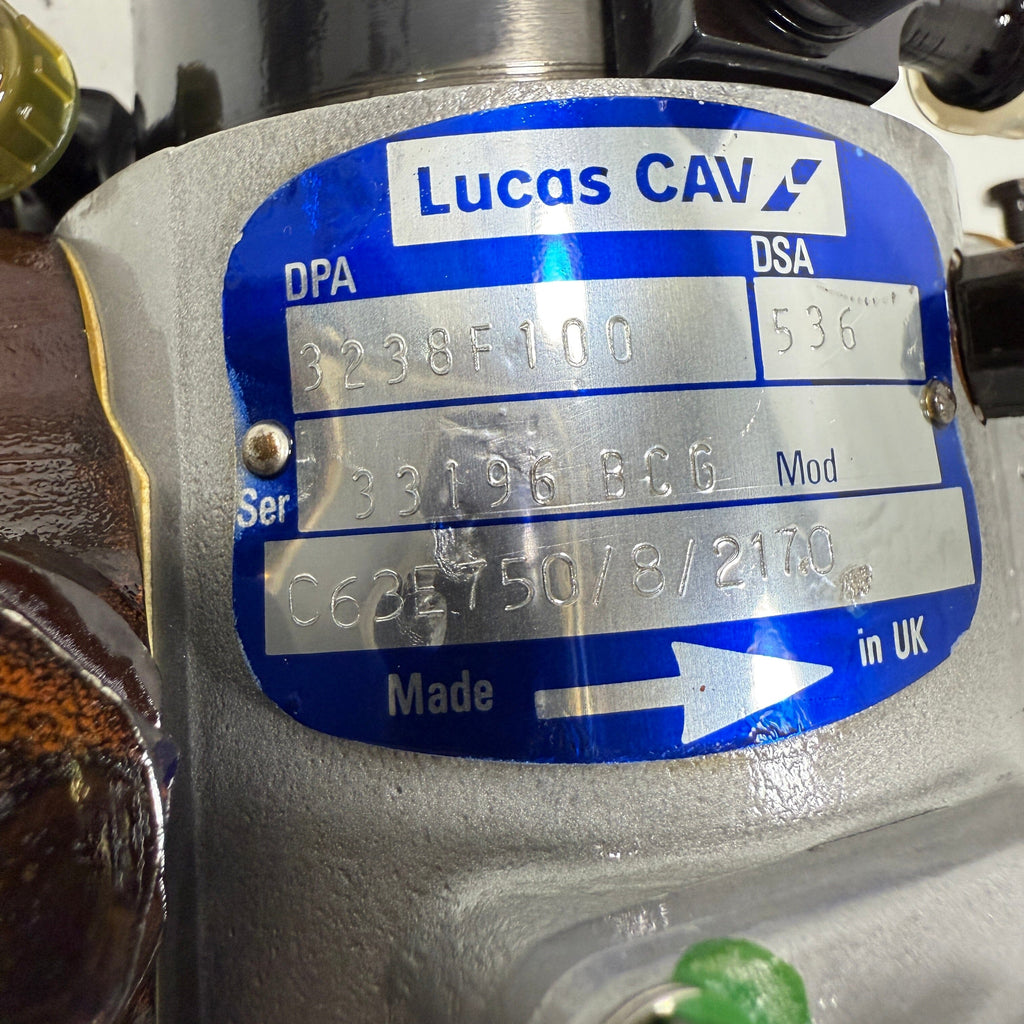 Lucas CAV
DPA DSA
3238F100 536
Ser 33196 BCG Mod
C63E750/8/2170
Made in UK